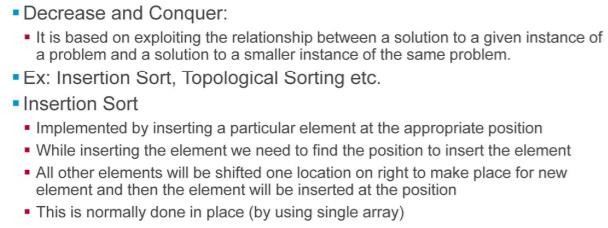 Decrease and Conquer:
It is based on exploiting the relationship between a solution to a given instance of
a problem and a solution to a smaller instance of the same problem.
Ex: Insertion Sort, Topological Sorting etc.
Insertion Sort
Implemented by inserting a particular element at the appropriate position
While inserting the element we need to find the position to insert the element
All other elements will be shifted one location on right to make place for new
element and then the element will be inserted at the position
This is normally done in place (by using single array)